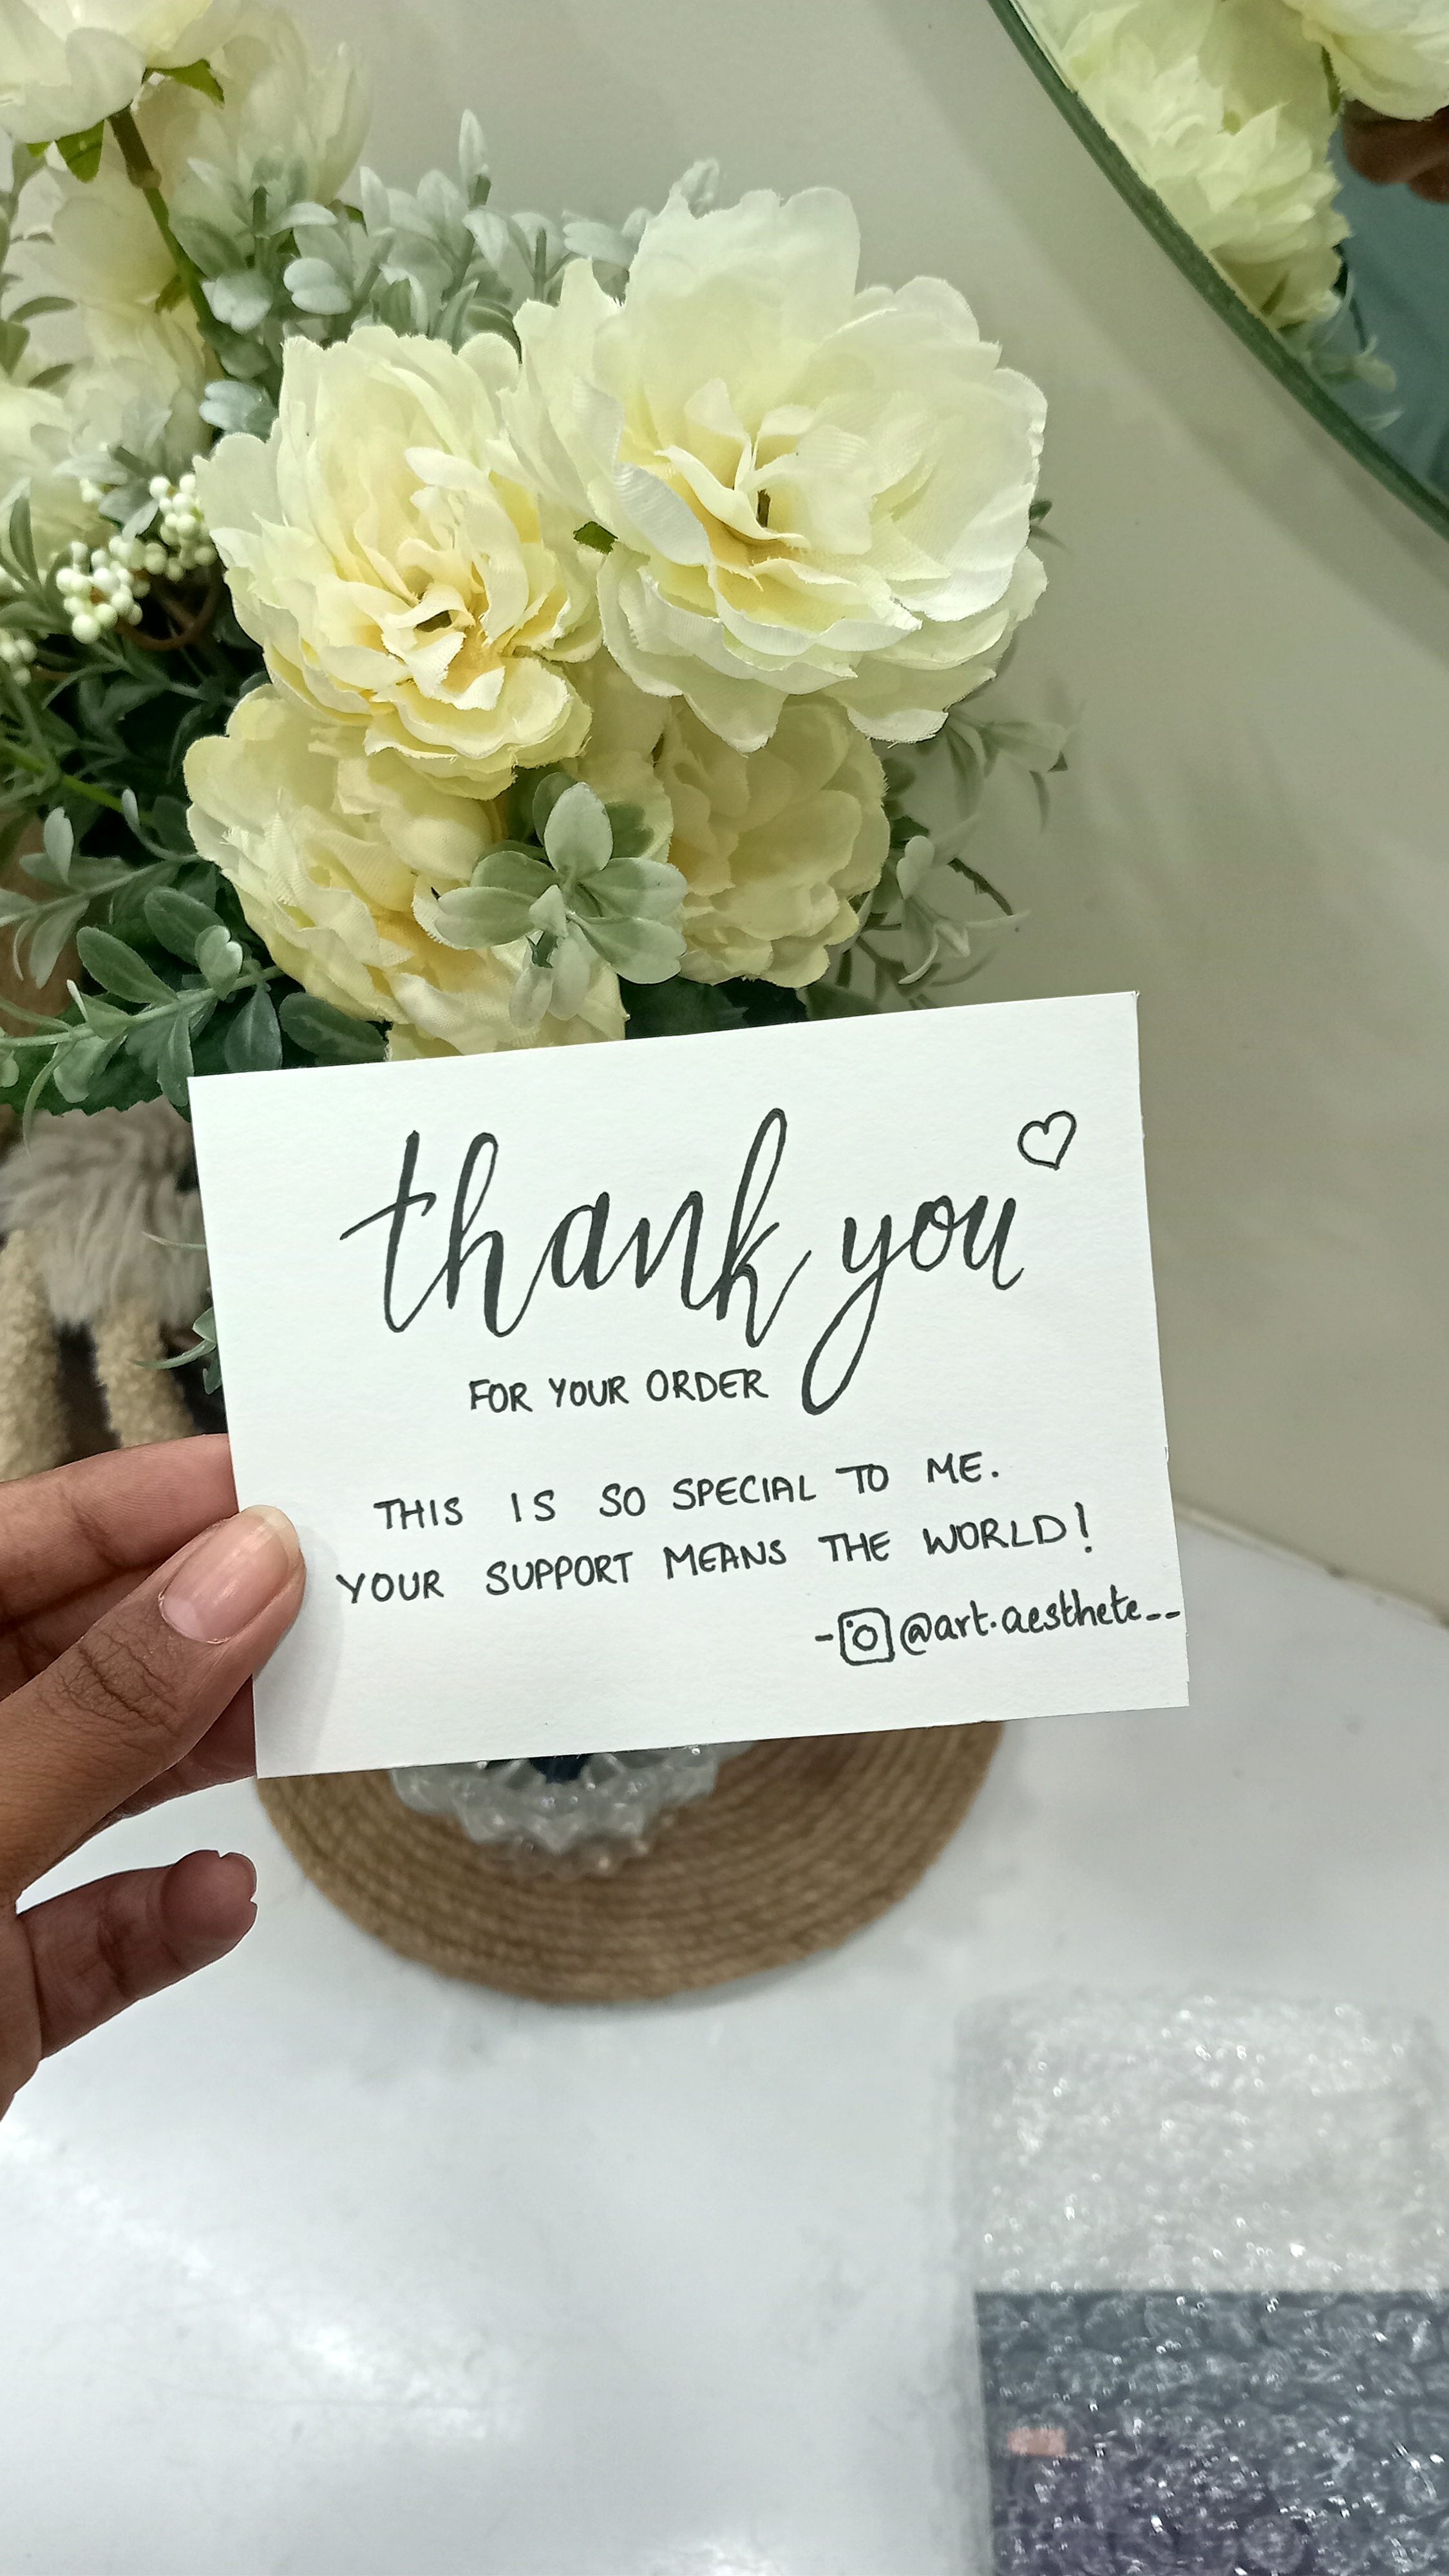 thank you
FOR YOUR ORDER
THIS IS SO SPECIAL TO ME.
YOUR SUPPORT MEANS THE WORLD!
- @art.aesthete__